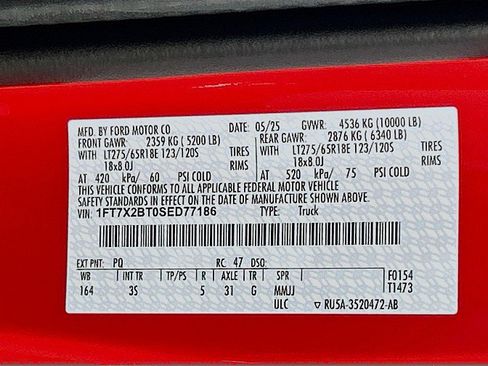 MFD. BY FORD MOTOR CO DATE: 05/25 GVWR: 4536 KG (10000 LB)
FRONT GAWR: 2359 KG (5200 LB) REAR GAWR: 2876 KG (6340 LB)
WITH LT275/65R18E 123/120S TIRES WITH LT275/65R18E 123/120S TIRES
18x8.0J RIMS 18x8.0J RIMS
AT 420 kPa/ 60 PSI COLD AT 520 kPa/ 75 PSI COLD
THIS VEHICLE CONFORMS TO ALL APPLICABLE FEDERAL MOTOR VEHICLE
SAFETY STANDARDS IN EFFECT ON THE DATE OF MANUFACTURE SHOWN ABOVE.
VIN: 1FT7X2BT0SED77186 TYPE: Truck
EXT PNT: PQ RC: 47 DSO:
WB INT TR TP/PS R AXLE TR SPR F0154
164 3S 5 31 G MMJJ T1473
ULC RU5A-3520472-AB